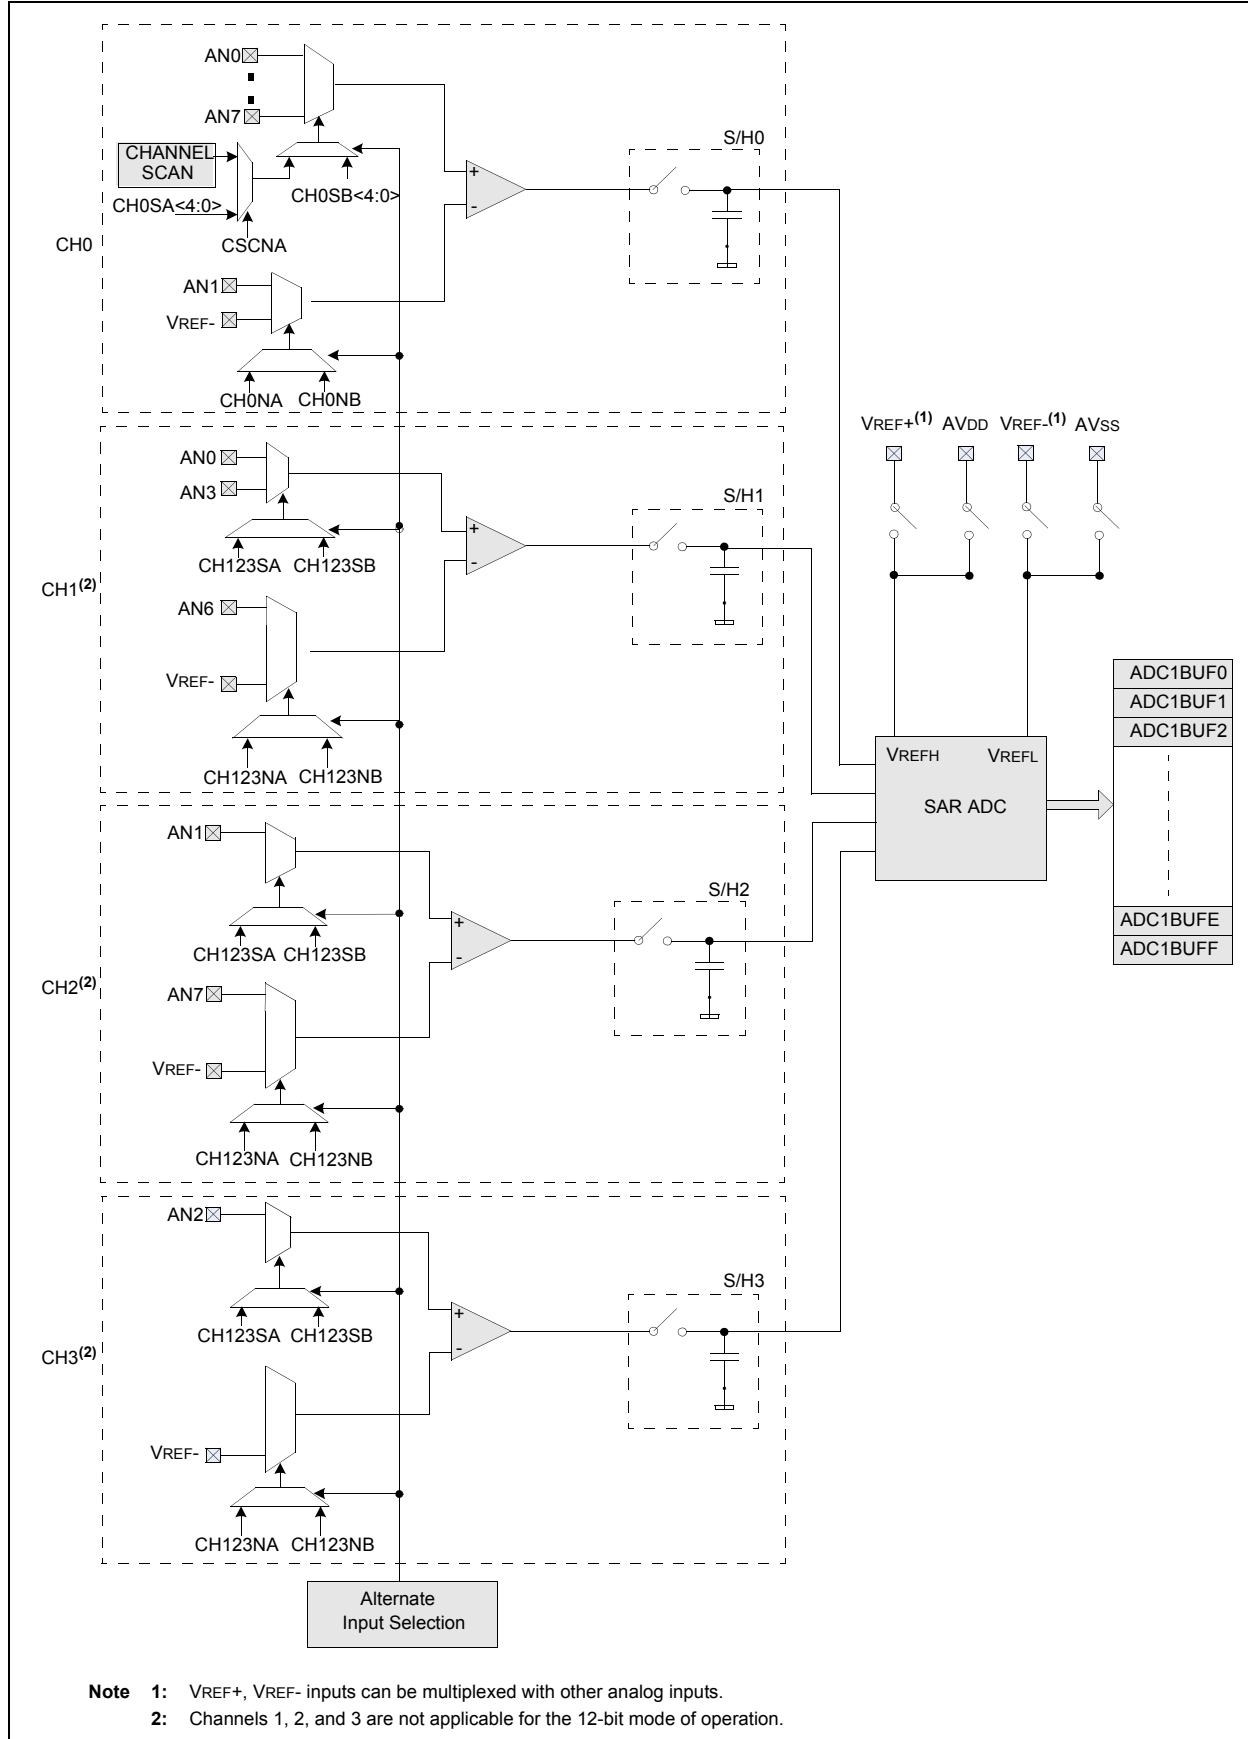 AN0
AN7
CHANNEL
SCAN
CH0SA<4:0>
CH0SB<4:0>
CSCNA
CH0
+
-
S/H0
AN1
VREF-
CH0NA CH0NB
VREF+(1) AVDD VREF-(1) AVSS
AN0
AN3
CH123SA CH123SB
CH1(2)
+
-
S/H1
AN6
VREF-
CH123NA CH123NB
ADC1BUF0
ADC1BUF1
ADC1BUF2
VREFH VREFL
SAR ADC
ADC1BUFE
ADC1BUFF
AN1
CH123SA CH123SB
CH2(2)
+
-
S/H2
AN7
VREF-
CH123NA CH123NB
AN2
CH123SA CH123SB
CH3(2)
+
-
S/H3
VREF-
CH123NA CH123NB
Alternate
Input Selection
Note 1: VREF+, VREF- inputs can be multiplexed with other analog inputs.
2: Channels 1, 2, and 3 are not applicable for the 12-bit mode of operation.